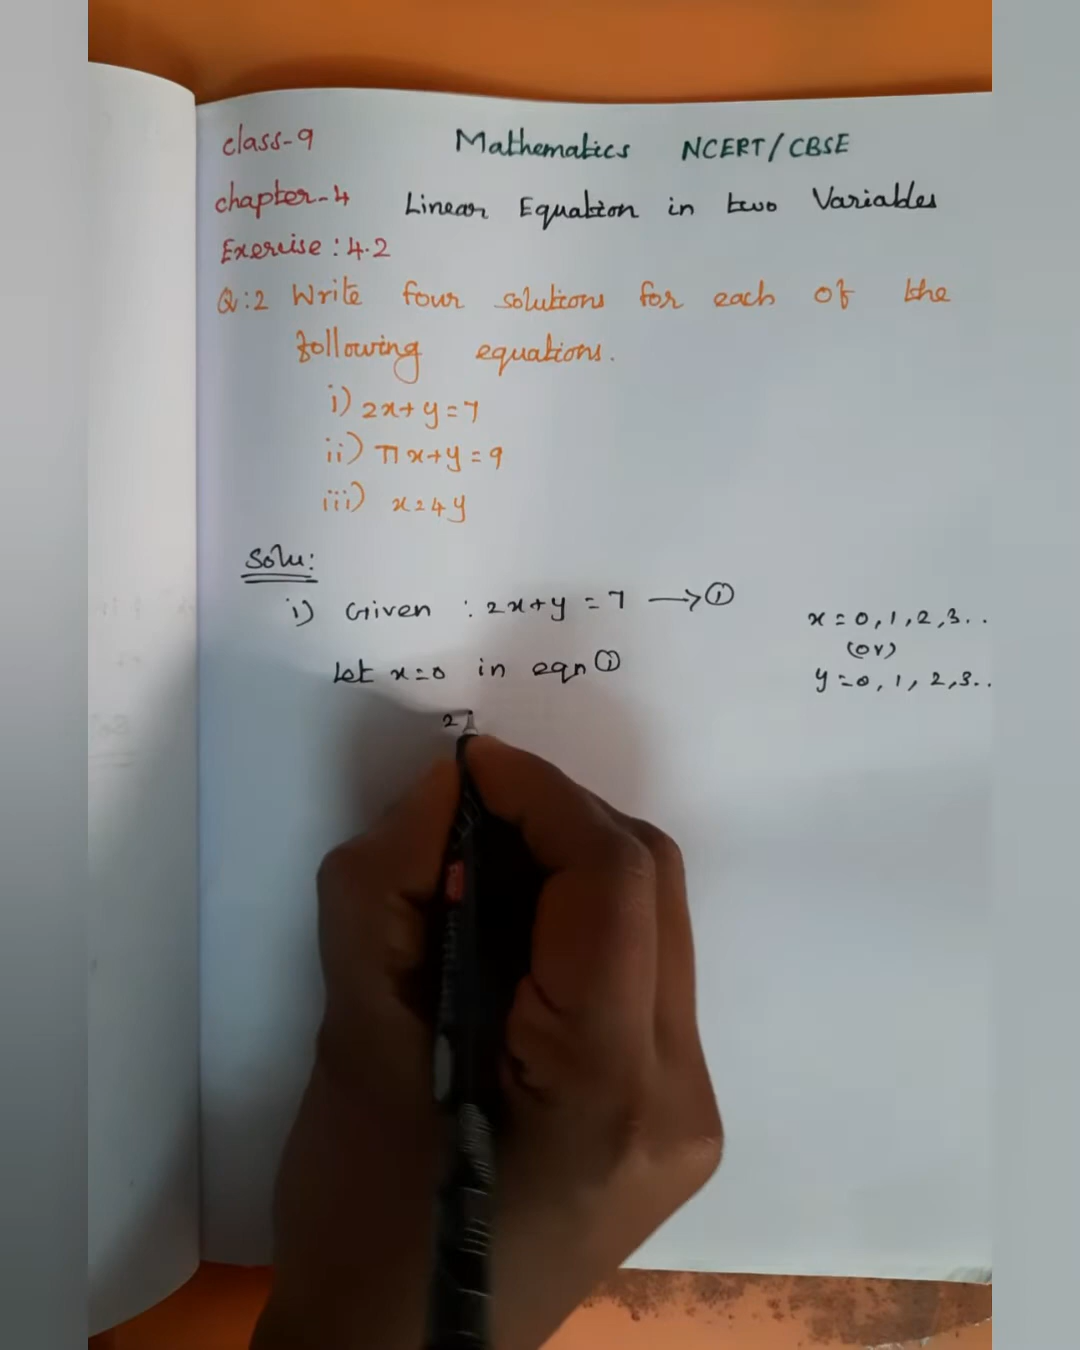 class-9 Mathematics NCERT/CBSE
chapter-4 Linear Equation in two Variables
Exercise : 4.2
Q:2 Write four solutions for each of the
following equations.
i) 2x+y=7
ii) πx+y=9
iii) x=4y
Solu:
i) Given : 2x+y=7 →①
Let x=0 in eqn ①
2
x=0,1,2,3..
(or)
y=0,1,2,3..